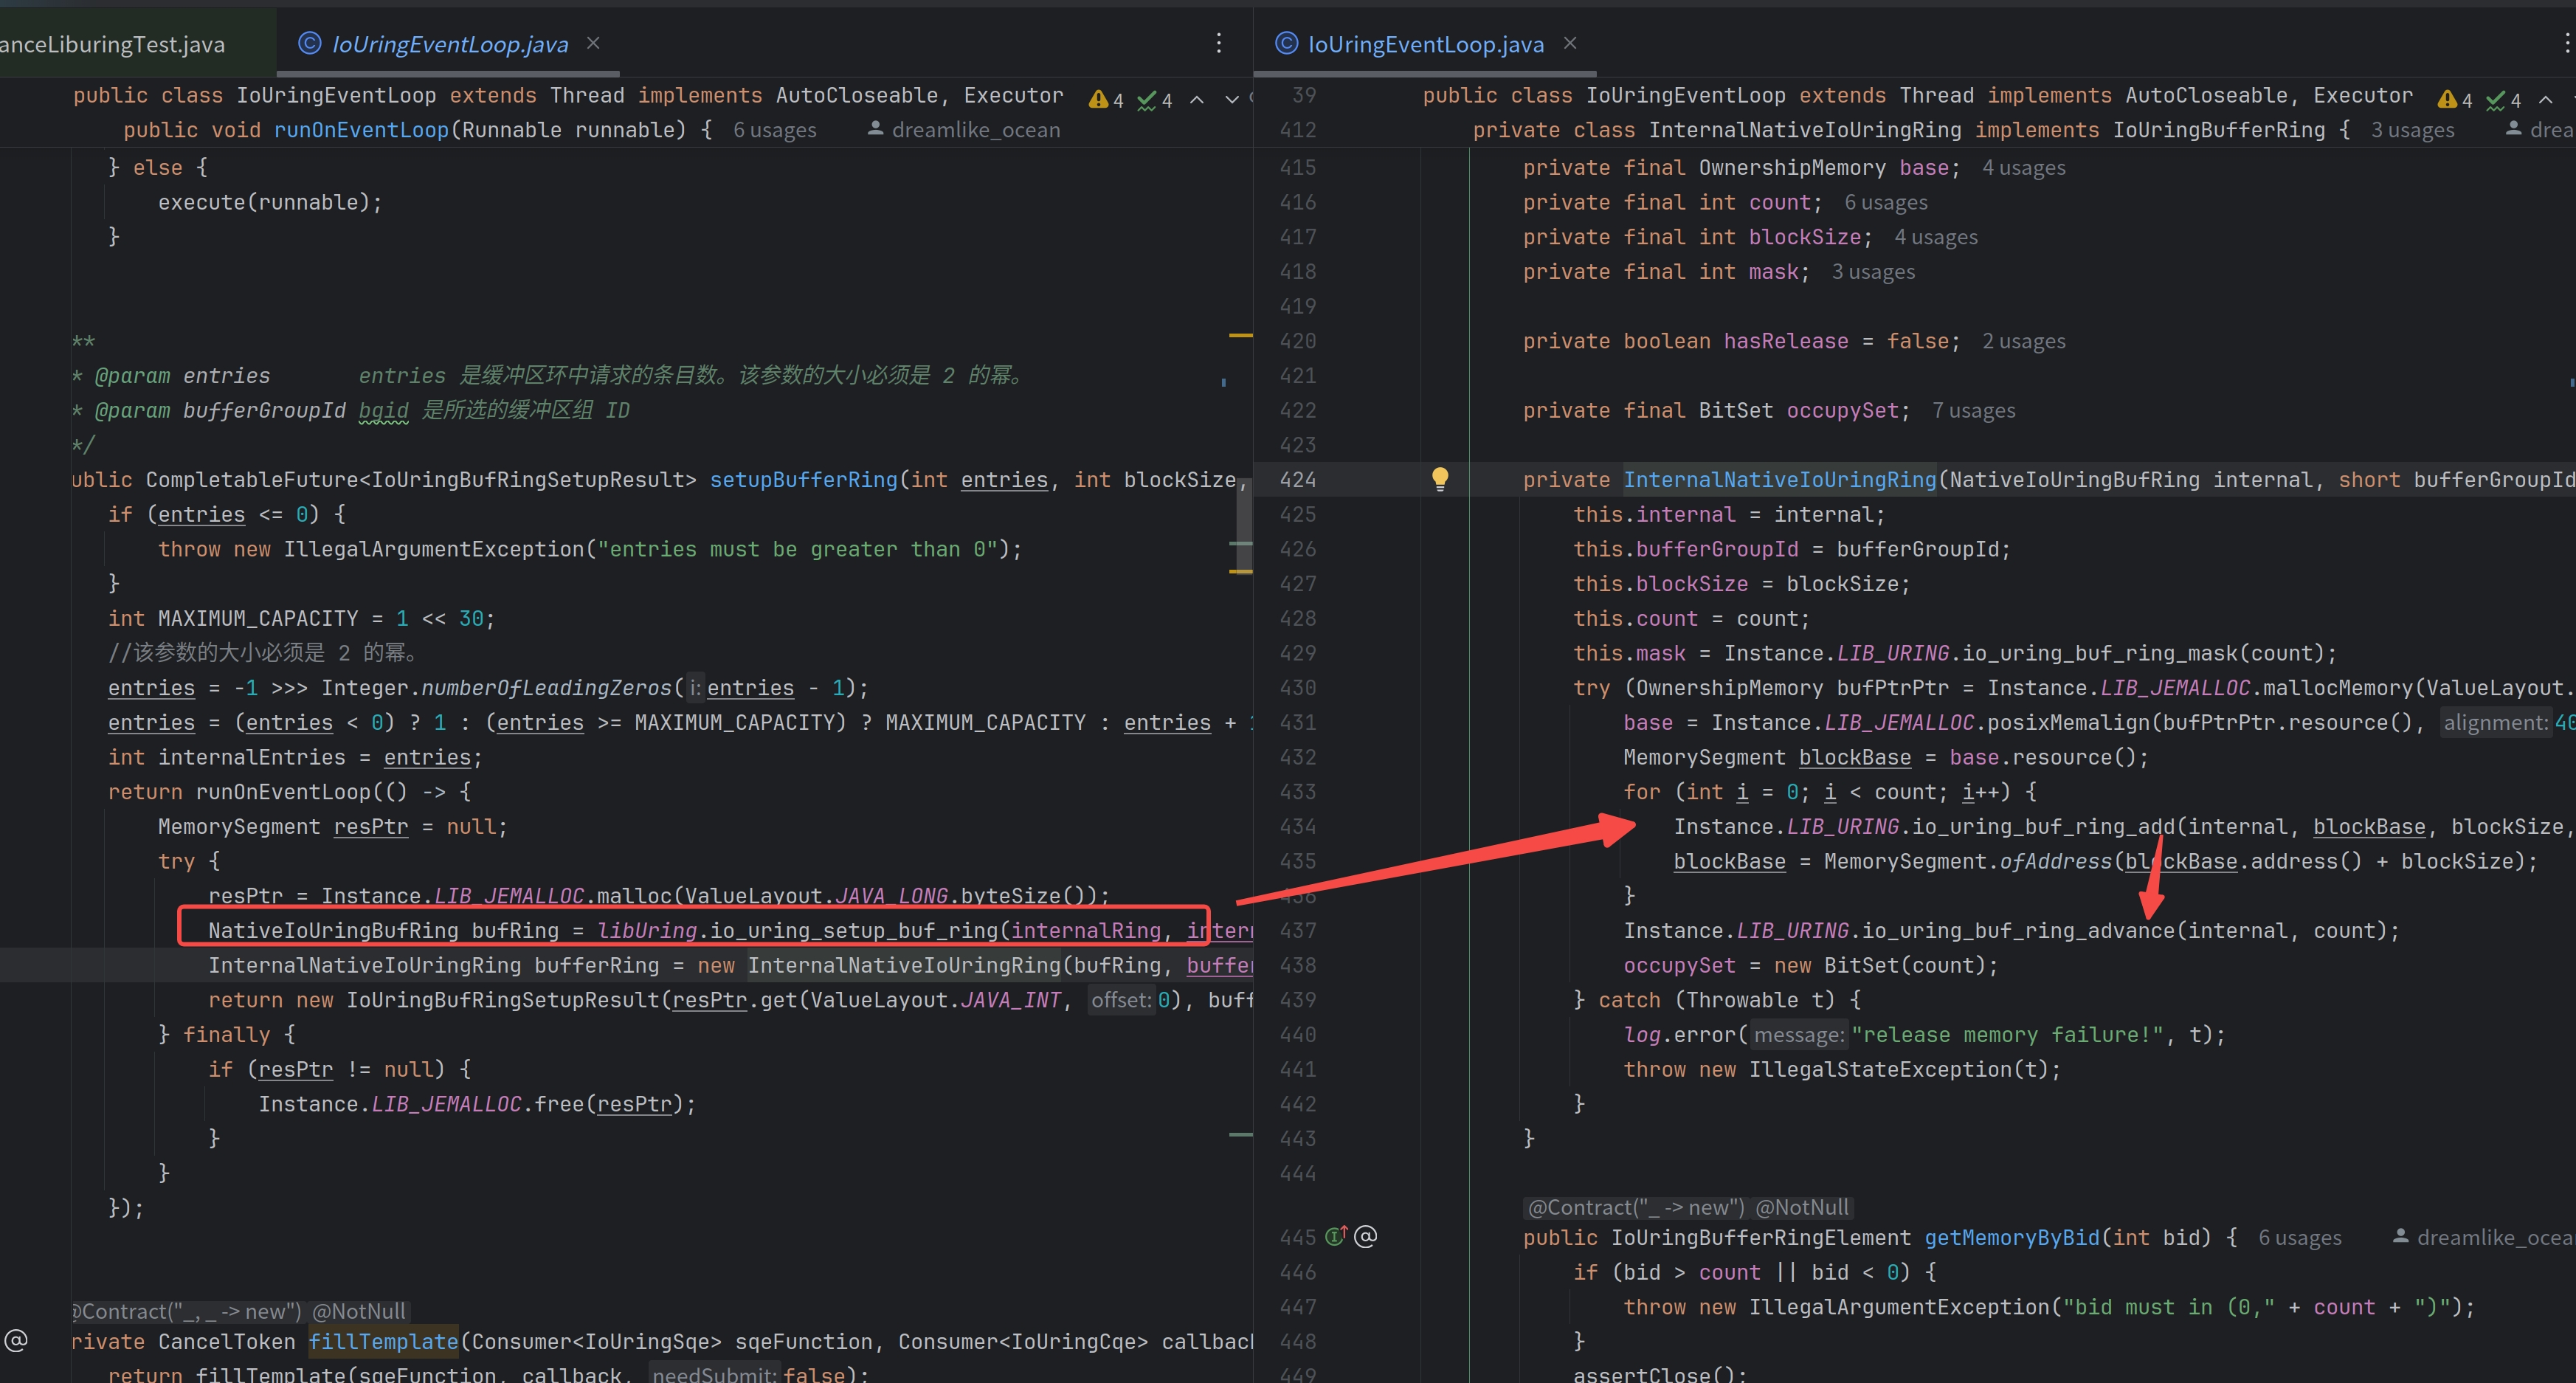 anceLiburingTest.java
IoUringEventLoop.java
public class IoUringEventLoop extends Thread implements AutoCloseable, Executor 4 4
public void runOnEventLoop(Runnable runnable) { 6 usages dreamlike_ocean
} else {
execute(runnable);
}
**
* @param entries entries 是缓冲区环中请求的条目数。该参数的大小必须是 2 的幂。
* @param bufferGroupId bgid 是所选的缓冲区组 ID
*/
ublic CompletableFuture<IoUringBufRingSetupResult> setupBufferRing(int entries, int blockSize,
if (entries <= 0) {
throw new IllegalArgumentException("entries must be greater than 0");
}
int MAXIMUM_CAPACITY = 1 << 30;
//该参数的大小必须是 2 的幂。
entries = -1 >>> Integer.numberOfLeadingZeros( i: entries - 1);
entries = (entries < 0) ? 1 : (entries >= MAXIMUM_CAPACITY) ? MAXIMUM_CAPACITY : entries +
int internalEntries = entries;
return runOnEventLoop(() -> {
MemorySegment resPtr = null;
try {
resPtr = Instance.LIB_JEMALLOC.malloc(ValueLayout.JAVA_LONG.byteSize());
NativeIoUringBufRing bufRing = libUring.io_uring_setup_buf_ring(internalRing, intern
InternalNativeIoUringRing bufferRing = new InternalNativeIoUringRing(bufRing, buffer
return new IoUringBufRingSetupResult(resPtr.get(ValueLayout.JAVA_INT, offset: 0), buff
} finally {
if (resPtr != null) {
Instance.LIB_JEMALLOC.free(resPtr);
}
}
});
@Contract("_, _ -> new") @NotNull
rivate CancelToken fillTemplate(Consumer<IoUringSqe> sqeFunction, Consumer<IoUringCqe> callbac
return fillTemplate(sqeFunction, callback, needSubmit: false);
IoUringEventLoop.java
39 public class IoUringEventLoop extends Thread implements AutoCloseable, Executor 4 4
412 private class InternalNativeIoUringRing implements IoUringBufferRing { 3 usages drea
415 private final OwnershipMemory base; 4 usages
416 private final int count; 6 usages
417 private final int blockSize; 4 usages
418 private final int mask; 3 usages
419
420 private boolean hasRelease = false; 2 usages
421
422 private final BitSet occupySet; 7 usages
423
424 private InternalNativeIoUringRing(NativeIoUringBufRing internal, short bufferGroupId
425 this.internal = internal;
426 this.bufferGroupId = bufferGroupId;
427 this.blockSize = blockSize;
428 this.count = count;
429 this.mask = Instance.LIB_URING.io_uring_buf_ring_mask(count);
430 try (OwnershipMemory bufPtrPtr = Instance.LIB_JEMALLOC.mallocMemory(ValueLayout.
431 base = Instance.LIB_JEMALLOC.posixMemalign(bufPtrPtr.resource(), alignment: 40
432 MemorySegment blockBase = base.resource();
433 for (int i = 0; i < count; i++) {
434 Instance.LIB_URING.io_uring_buf_ring_add(internal, blockBase, blockSize,
435 blockBase = MemorySegment.ofAddress(blockBase.address() + blockSize);
436 }
437 Instance.LIB_URING.io_uring_buf_ring_advance(internal, count);
438 occupySet = new BitSet(count);
439 } catch (Throwable t) {
440 log.error( message: "release memory failure!", t);
441 throw new IllegalStateException(t);
442 }
443 }
444
@Contract("_ -> new") @NotNull
445 public IoUringBufferRingElement getMemoryByBid(int bid) { 6 usages dreamlike_ocea
446 if (bid > count || bid < 0) {
447 throw new IllegalArgumentException("bid must in (0," + count + ")");
448 }
449 assertClose();